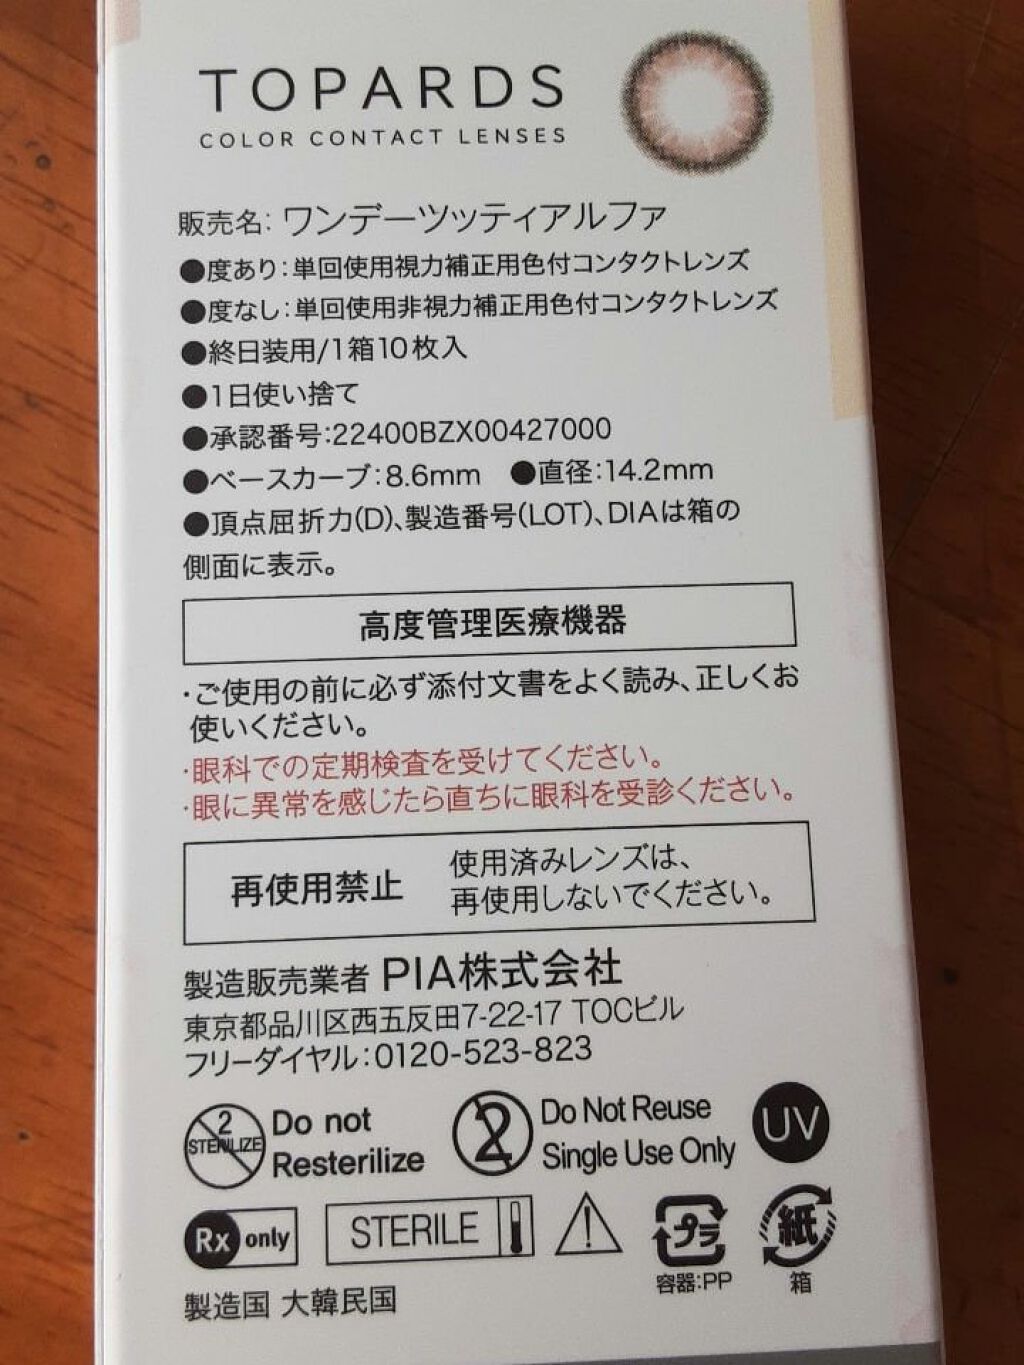 TOPARDS
COLOR CONTACT LENSES
販売名: ワンデーツッティアルファ
●度あり:単回使用視力補正用色付コンタクトレンズ
●度なし:単回使用非視力補正用色付コンタクトレンズ
●終日装用/1箱10枚入
●1日使い捨て
●承認番号:22400BZX00427000
●ベースカーブ:8.6mm ●直径:14.2mm
●頂点屈折力(D)、製造番号(LOT)、DIAは箱の
側面に表示。
高度管理医療機器
・ご使用の前に必ず添付文書をよく読み、正しくお
使いください。
・眼科での定期検査を受けてください。
・眼に異常を感じたら直ちに眼科を受診ください。
再使用禁止
使用済みレンズは、
再使用しないでください。
製造販売業者 PIA株式会社
東京都品川区西五反田7-22-17 TOCビル
フリーダイヤル:0120-523-823
2
STERILIZE
Do not
Resterilize
2
Do Not Reuse
Single Use Only
UV
Rx only
STERILE
プラ
容器:PP
紙
箱
製造国 大韓民国